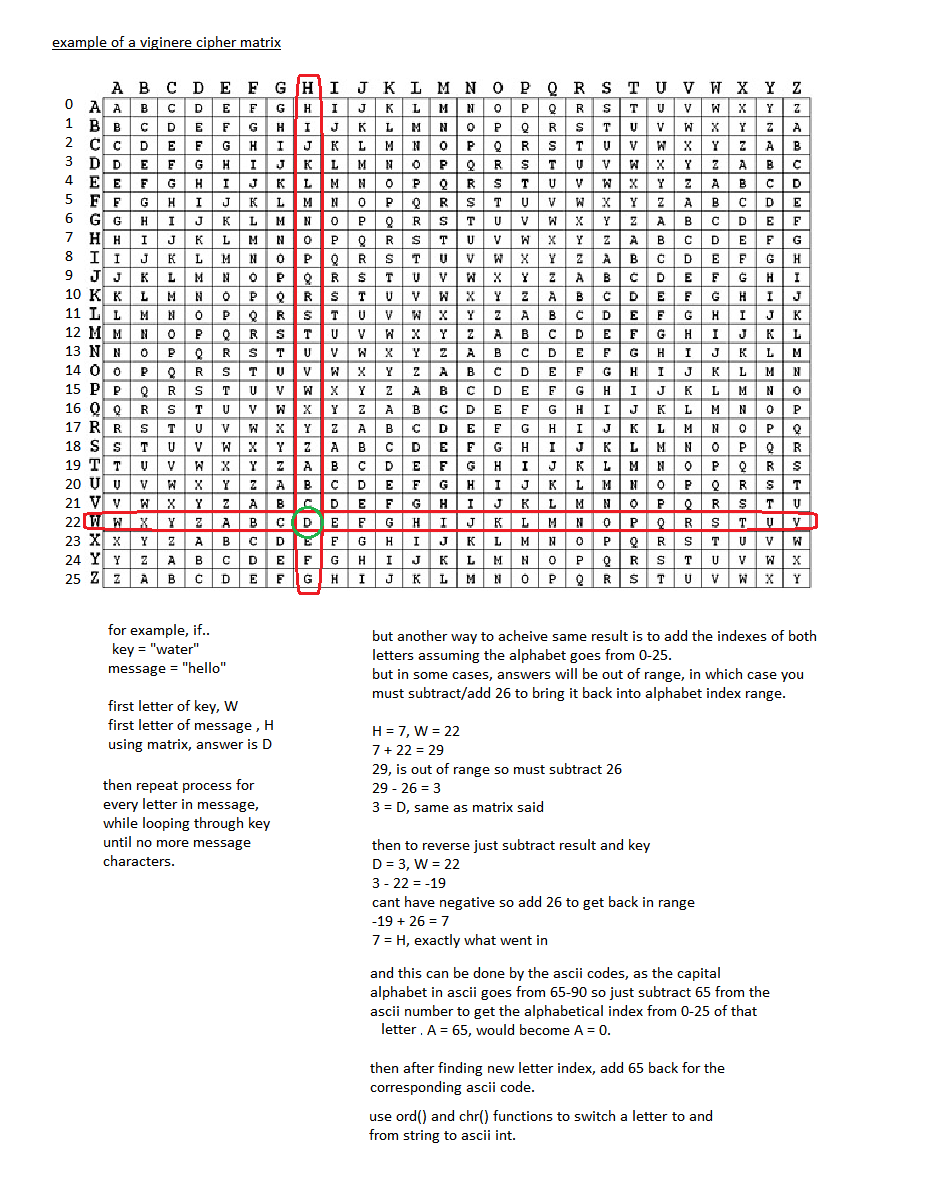 example of a viginere cipher matrix
A B C D E F G H I J K L M N O P Q R S T U V W X Y Z
0 A A B C D E F G H I J K L M N O P Q R S T U V W X Y Z
1 B B C D E F G H I J K L M N O P Q R S T U V W X Y Z A
2 C C D E F G H I J K L M N O P Q R S T U V W X Y Z A B
3 D D E F G H I J K L M N O P Q R S T U V W X Y Z A B C
4 E E F G H I J K L M N O P Q R S T U V W X Y Z A B C D
5 F F G H I J K L M N O P Q R S T U V W X Y Z A B C D E
6 G G H I J K L M N O P Q R S T U V W X Y Z A B C D E F
7 H H I J K L M N O P Q R S T U V W X Y Z A B C D E F G
8 I I J K L M N O P Q R S T U V W X Y Z A B C D E F G H
9 J J K L M N O P Q R S T U V W X Y Z A B C D E F G H I
10 K K L M N O P Q R S T U V W X Y Z A B C D E F G H I J
11 L L M N O P Q R S T U V W X Y Z A B C D E F G H I J K
12 M M N O P Q R S T U V W X Y Z A B C D E F G H I J K L
13 N N O P Q R S T U V W X Y Z A B C D E F G H I J K L M
14 O O P Q R S T U V W X Y Z A B C D E F G H I J K L M N
15 P P Q R S T U V W X Y Z A B C D E F G H I J K L M N O
16 Q Q R S T U V W X Y Z A B C D E F G H I J K L M N O P
17 R R S T U V W X Y Z A B C D E F G H I J K L M N O P Q
18 S S T U V W X Y Z A B C D E F G H I J K L M N O P Q R
19 T T U V W X Y Z A B C D E F G H I J K L M N O P Q R S
20 U U V W X Y Z A B C D E F G H I J K L M N O P Q R S T
21 V V W X Y Z A B C D E F G H I J K L M N O P Q R S T U
22 W W X Y Z A B C D E F G H I J K L M N O P Q R S T U V
23 X X Y Z A B C D E F G H I J K L M N O P Q R S T U V W
24 Y Y Z A B C D E F G H I J K L M N O P Q R S T U V W X
25 Z Z A B C D E F G H I J K L M N O P Q R S T U V W X Y
for example, if..
key = "water"
message = "hello"
first letter of key, W
first letter of message , H
using matrix, answer is D
then repeat process for
every letter in message,
while looping through key
until no more message
characters.
but another way to acheive same result is to add the indexes of both
letters assuming the alphabet goes from 0-25.
but in some cases, answers will be out of range, in which case you
must subtract/add 26 to bring it back into alphabet index range.
H = 7, W = 22
7 + 22 = 29
29, is out of range so must subtract 26
29 - 26 = 3
3 = D, same as matrix said
then to reverse just subtract result and key
D = 3, W = 22
3 - 22 = -19
cant have negative so add 26 to get back in range
-19 + 26 = 7
7 = H, exactly what went in
and this can be done by the ascii codes, as the capital
alphabet in ascii goes from 65-90 so just subtract 65 from the
ascii number to get the alphabetical index from 0-25 of that
letter . A = 65, would become A = 0.
then after finding new letter index, add 65 back for the
corresponding ascii code.
use ord() and chr() functions to switch a letter to and
from string to ascii int.